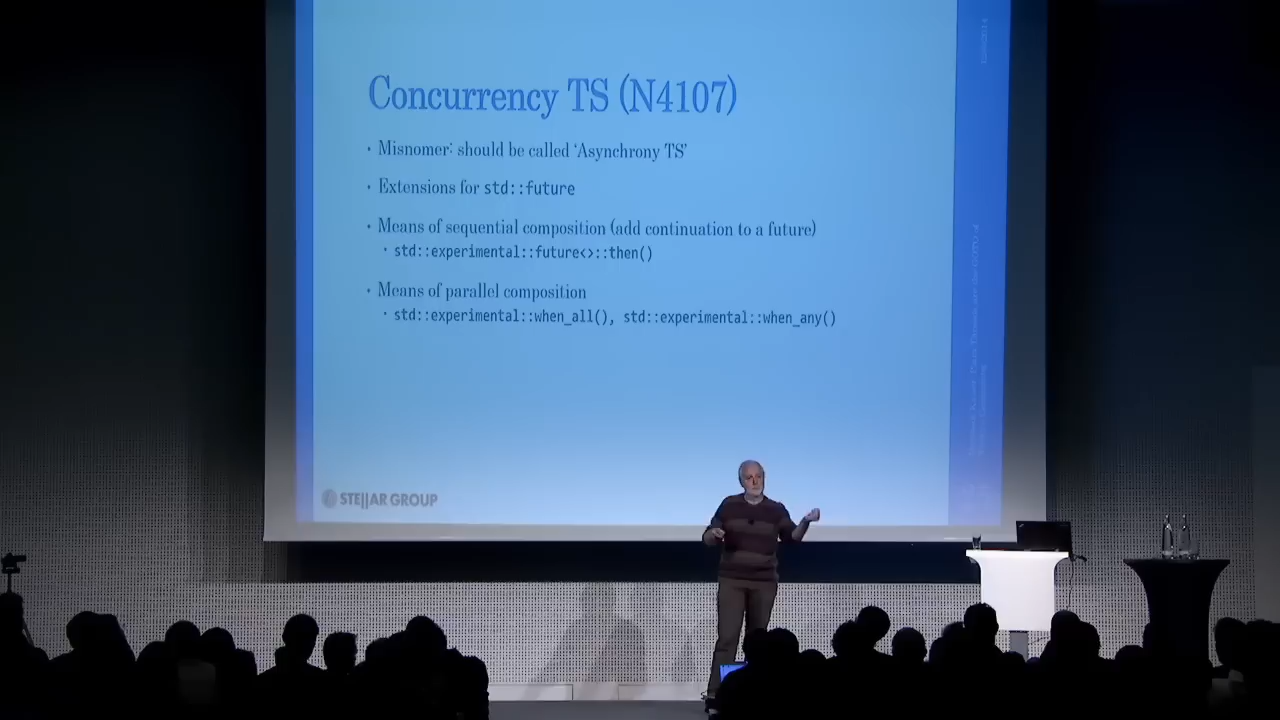 Concurrency TS (N4107)
• Misnomer: should be called ‘Asynchrony TS’
• Extensions for std::future
• Means of sequential composition (add continuation to a future)
• std::experimental::future<>::then()
• Means of parallel composition
• std::experimental::when_all(), std::experimental::when_any()
STE||AR GROUP